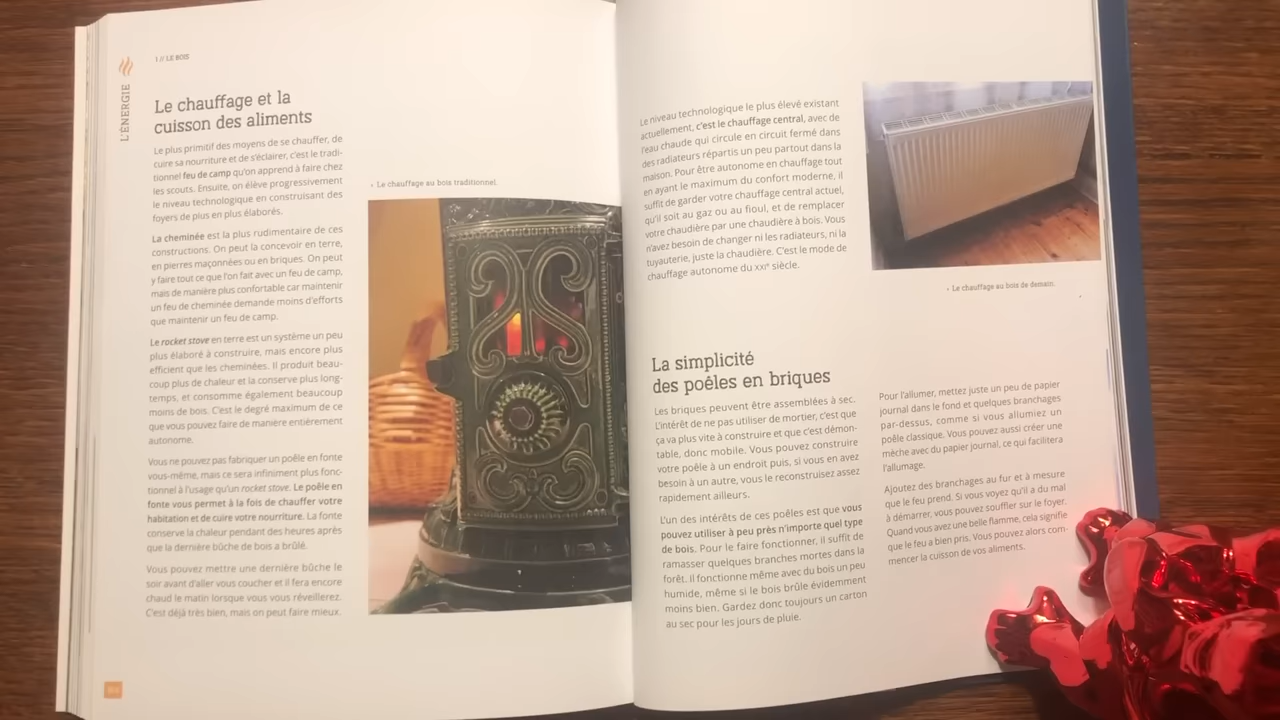 1 // LE BOIS
L'ÉNERGIE
Le chauffage et la
cuisson des aliments
Le plus primitif des moyens de se chauffer, de
cuire sa nourriture et de s'éclairer, c'est le tradi-
tionnel feu de camp qu'on apprend à faire chez
les scouts. Ensuite, on élève progressivement
le niveau technologique en construisant des
foyers de plus en plus élaborés.
La cheminée est la plus rudimentaire de ces
constructions. On peut la concevoir en terre,
en pierres maçonnées ou en briques. On peut
y faire tout ce que l'on fait avec un feu de camp,
mais de manière plus confortable car maintenir
un feu de cheminée demande moins d'efforts
que maintenir un feu de camp.
Le rocket stove en terre est un système un peu
plus élaboré à construire, mais encore plus
efficient que les cheminées. Il produit beau-
coup plus de chaleur et la conserve plus long-
temps, et consomme également beaucoup
moins de bois. C'est le degré maximum de ce
que vous pouvez faire de manière entièrement
autonome.
Vous ne pouvez pas fabriquer un poêle en fonte
vous-même, mais ce sera infiniment plus fonc-
tionnel à l'usage qu'un rocket stove. Le poêle en
fonte vous permet à la fois de chauffer votre
habitation et de cuire votre nourriture. La fonte
conserve la chaleur pendant des heures après
que la dernière bûche de bois a brûlé.
Vous pouvez mettre une dernière bûche le
soir avant d'aller vous coucher et il fera encore
chaud le matin lorsque vous vous réveillerez.
C'est déjà très bien, mais on peut faire mieux.
‹ Le chauffage au bois traditionnel.
Le niveau technologique le plus élevé existant
actuellement, c'est le chauffage central, avec de
l'eau chaude qui circule en circuit fermé dans
des radiateurs répartis un peu partout dans la
maison. Pour être autonome en chauffage tout
en ayant le maximum du confort moderne, il
suffit de garder votre chauffage central actuel,
qu'il soit au gaz ou au fioul, et de remplacer
votre chaudière par une chaudière à bois. Vous
n'avez besoin de changer ni les radiateurs, ni la
tuyauterie, juste la chaudière. C'est le mode de
chauffage autonome du XXIe siècle.
‹ Le chauffage au bois de demain.
La simplicité
des poêles en briques
Les briques peuvent être assemblées à sec.
L'intérêt de ne pas utiliser de mortier, c'est que
ça va plus vite à construire et que c'est démon-
table, donc mobile. Vous pouvez construire
votre poêle à un endroit puis, si vous en avez
besoin à un autre, vous le reconstruisez assez
rapidement ailleurs.
L'un des intérêts de ces poêles est que vous
pouvez utiliser à peu près n'importe quel type
de bois. Pour le faire fonctionner, il suffit de
ramasser quelques branches mortes dans la
forêt. Il fonctionne même avec du bois un peu
humide, même si le bois brûle évidemment
moins bien. Gardez donc toujours un carton
au sec pour les jours de pluie.
Pour l'allumer, mettez juste un peu de papier
journal dans le fond et quelques branchages
par-dessus, comme si vous allumiez un
poêle classique. Vous pouvez aussi créer une
mèche avec du papier journal, ce qui facilitera
l'allumage.
Ajoutez des branchages au fur et à mesure
que le feu prend. Si vous voyez qu'il a du mal
à démarrer, vous pouvez souffler sur le foyer.
Quand vous avez une belle flamme, cela signifie
que le feu a bien pris. Vous pouvez alors com-
mencer la cuisson de vos aliments.